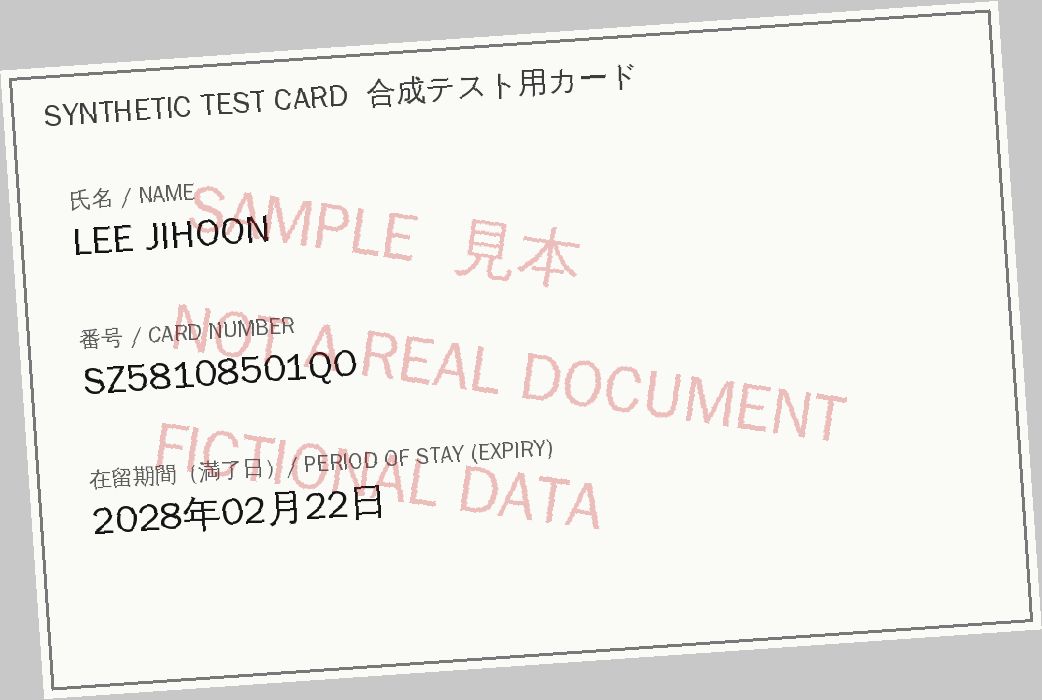 SYNTHETIC TEST CARD 合成テスト用カード
氏名 / NAME
LEE JIHOON
SAMPLE 見本
番号 / CARD NUMBER
SZ58108501QO
NOT A REAL DOCUMENT
在留期間（満了日） / PERIOD OF STAY (EXPIRY)
2028年02月22日
FICTIONAL DATA